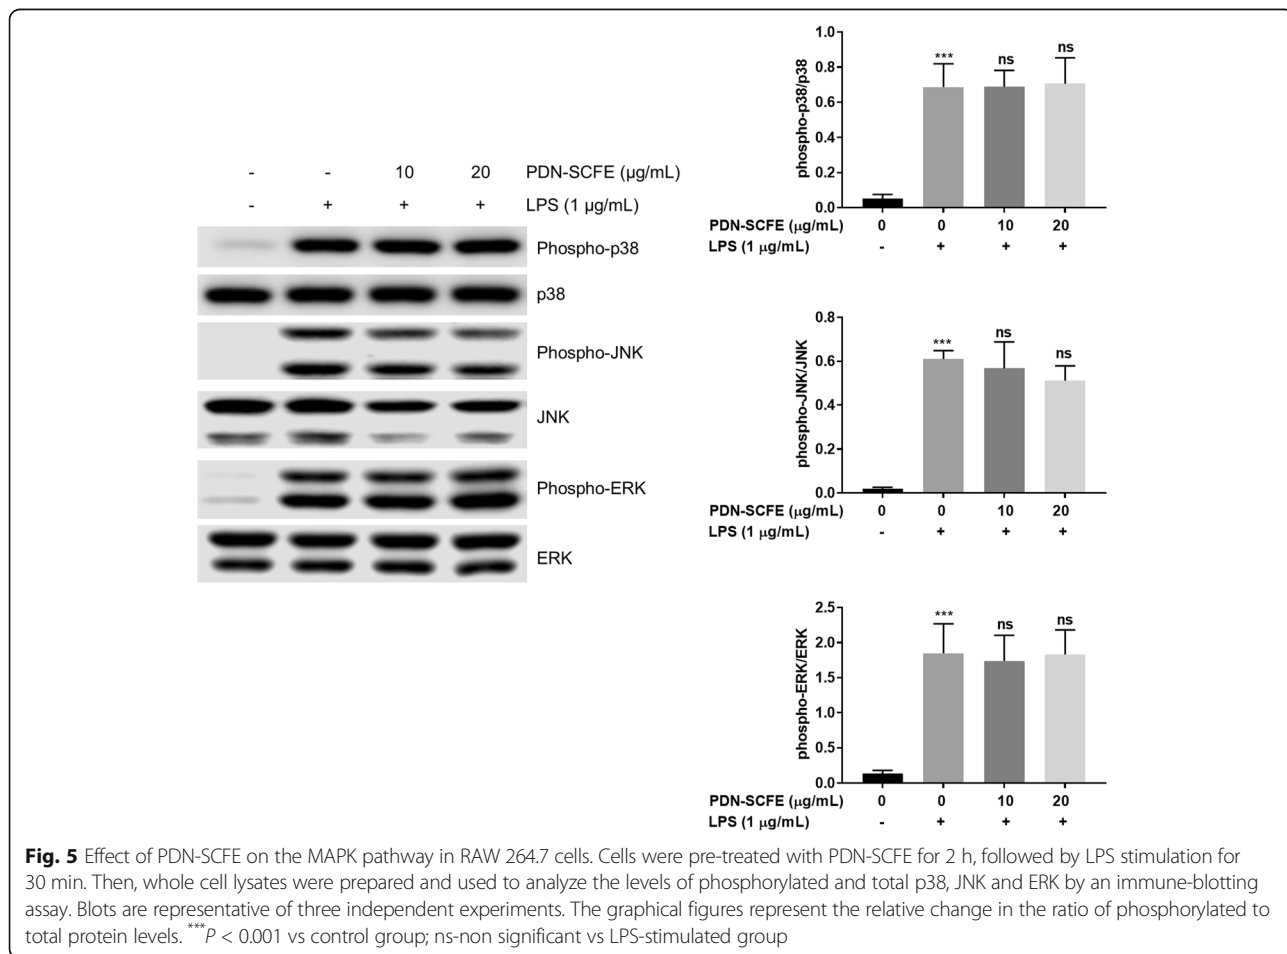 - - 10 20 PDN-SCFE (µg/mL)
- + + + LPS (1 µg/mL)
Phospho-p38
p38
Phospho-JNK
JNK
Phospho-ERK
ERK
phospho-p38/p38
1.0
0.8
0.6
0.4
0.2
0.0
*** ns ns
PDN-SCFE (µg/mL) 0 0 10 20
LPS (1 µg/mL) - + + +
phospho-JNK/JNK
0.8
0.6
0.4
0.2
0.0
*** ns ns
PDN-SCFE (µg/mL) 0 0 10 20
LPS (1 µg/mL) - + + +
phospho-ERK/ERK
2.5
2.0
1.5
1.0
0.5
0.0
*** ns ns
PDN-SCFE (µg/mL) 0 0 10 20
LPS (1 µg/mL) - + + +
Fig. 5 Effect of PDN-SCFE on the MAPK pathway in RAW 264.7 cells. Cells were pre-treated with PDN-SCFE for 2 h, followed by LPS stimulation for
30 min. Then, whole cell lysates were prepared and used to analyze the levels of phosphorylated and total p38, JNK and ERK by an immune-blotting
assay. Blots are representative of three independent experiments. The graphical figures represent the relative change in the ratio of phosphorylated to
total protein levels. ***P < 0.001 vs control group; ns-non significant vs LPS-stimulated group